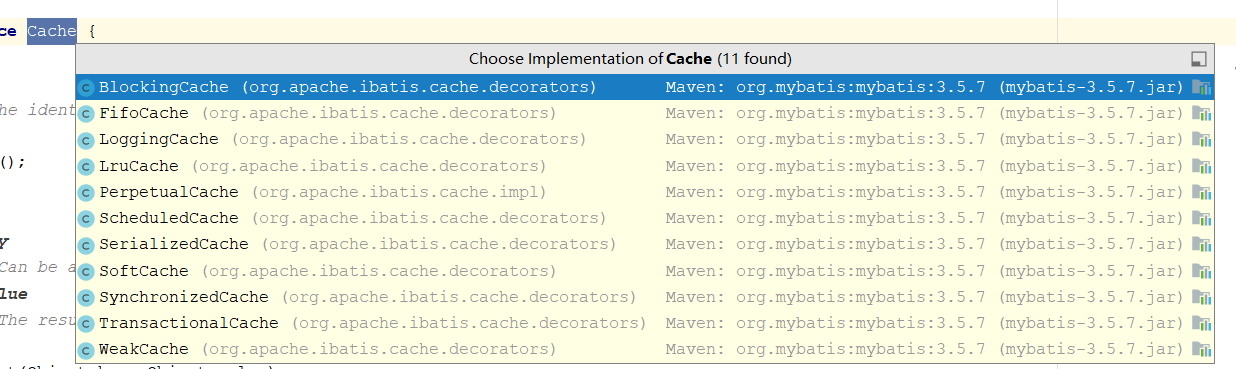 ce Cache {
Choose Implementation of Cache (11 found)
BlockingCache (org.apache.ibatis.cache.decorators) Maven: org.mybatis:mybatis:3.5.7 (mybatis-3.5.7.jar)
he ident FifoCache (org.apache.ibatis.cache.decorators) Maven: org.mybatis:mybatis:3.5.7 (mybatis-3.5.7.jar)
LoggingCache (org.apache.ibatis.cache.decorators) Maven: org.mybatis:mybatis:3.5.7 (mybatis-3.5.7.jar)
(); LruCache (org.apache.ibatis.cache.decorators) Maven: org.mybatis:mybatis:3.5.7 (mybatis-3.5.7.jar)
PerpetualCache (org.apache.ibatis.cache.impl) Maven: org.mybatis:mybatis:3.5.7 (mybatis-3.5.7.jar)
ScheduledCache (org.apache.ibatis.cache.decorators) Maven: org.mybatis:mybatis:3.5.7 (mybatis-3.5.7.jar)
y SerializedCache (org.apache.ibatis.cache.decorators) Maven: org.mybatis:mybatis:3.5.7 (mybatis-3.5.7.jar)
Can be a SoftCache (org.apache.ibatis.cache.decorators) Maven: org.mybatis:mybatis:3.5.7 (mybatis-3.5.7.jar)
lue SynchronizedCache (org.apache.ibatis.cache.decorators) Maven: org.mybatis:mybatis:3.5.7 (mybatis-3.5.7.jar)
The resu TransactionalCache (org.apache.ibatis.cache.decorators) Maven: org.mybatis:mybatis:3.5.7 (mybatis-3.5.7.jar)
WeakCache (org.apache.ibatis.cache.decorators) Maven: org.mybatis:mybatis:3.5.7 (mybatis-3.5.7.jar)